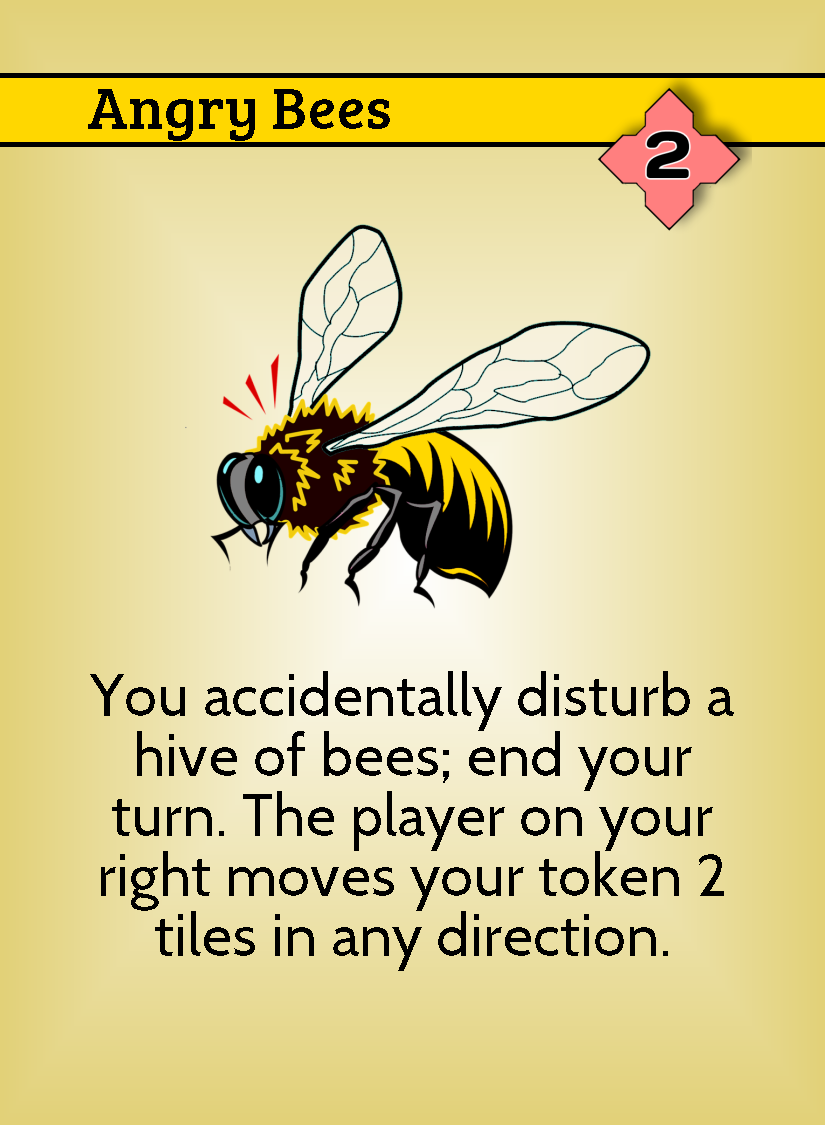 Angry Bees
2
You accidentally disturb a
hive of bees; end your
turn. The player on your
right moves your token 2
tiles in any direction.